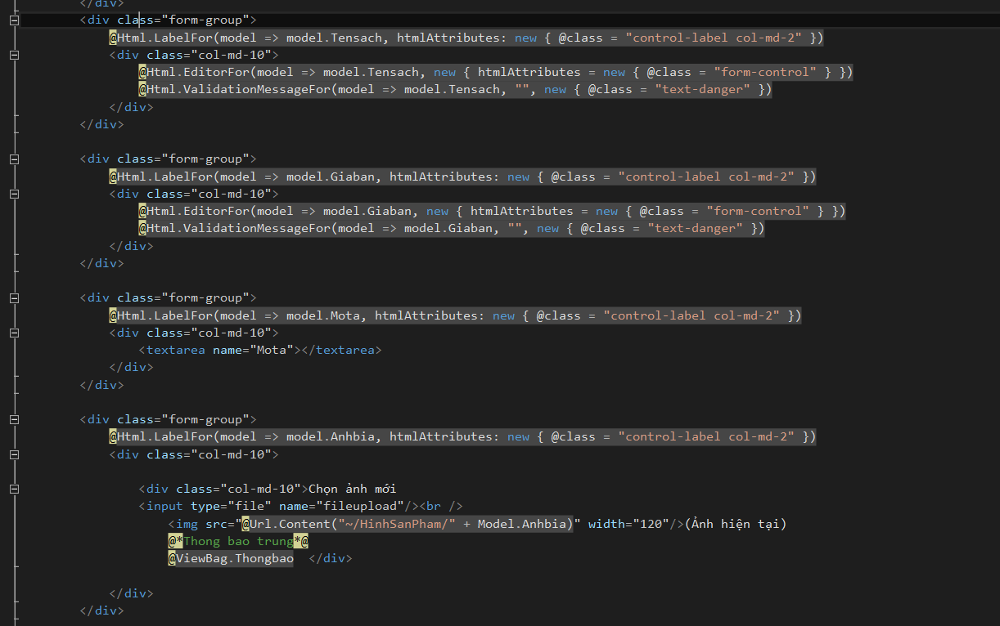 </div>
<div class="form-group">
@Html.LabelFor(model => model.Tensach, htmlAttributes: new { @class = "control-label col-md-2" })
<div class="col-md-10">
@Html.EditorFor(model => model.Tensach, new { htmlAttributes = new { @class = "form-control" } })
@Html.ValidationMessageFor(model => model.Tensach, "", new { @class = "text-danger" })
</div>
</div>
<div class="form-group">
@Html.LabelFor(model => model.Giaban, htmlAttributes: new { @class = "control-label col-md-2" })
<div class="col-md-10">
@Html.EditorFor(model => model.Giaban, new { htmlAttributes = new { @class = "form-control" } })
@Html.ValidationMessageFor(model => model.Giaban, "", new { @class = "text-danger" })
</div>
</div>
<div class="form-group">
@Html.LabelFor(model => model.Mota, htmlAttributes: new { @class = "control-label col-md-2" })
<div class="col-md-10">
<textarea name="Mota"></textarea>
</div>
</div>
<div class="form-group">
@Html.LabelFor(model => model.Anhbia, htmlAttributes: new { @class = "control-label col-md-2" })
<div class="col-md-10">
<div class="col-md-10">Chọn ảnh mới
<input type="file" name="fileupload"/><br />
<img src="@Url.Content("~/HinhSanPham/" + Model.Anhbia)" width="120"/>(Ảnh hiện tại)
@*Thong bao trung*@
@ViewBag.Thongbao  </div>
</div>
</div>